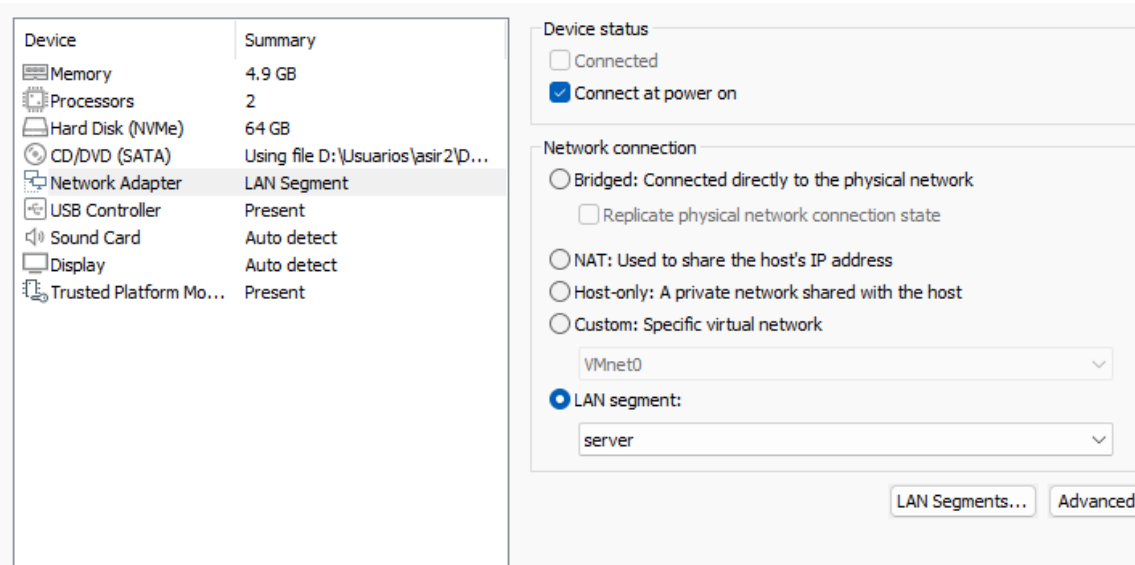 Device Summary
Memory 4.9 GB
Processors 2
Hard Disk (NVMe) 64 GB
CD/DVD (SATA) Using file D:\Usuarios\asir2\D...
Network Adapter LAN Segment
USB Controller Present
Sound Card Auto detect
Display Auto detect
Trusted Platform Mo... Present
Device status
Connected
Connect at power on
Network connection
Bridged: Connected directly to the physical network
Replicate physical network connection state
NAT: Used to share the host's IP address
Host-only: A private network shared with the host
Custom: Specific virtual network
VMnet0
LAN segment:
server
LAN Segments... Advanced